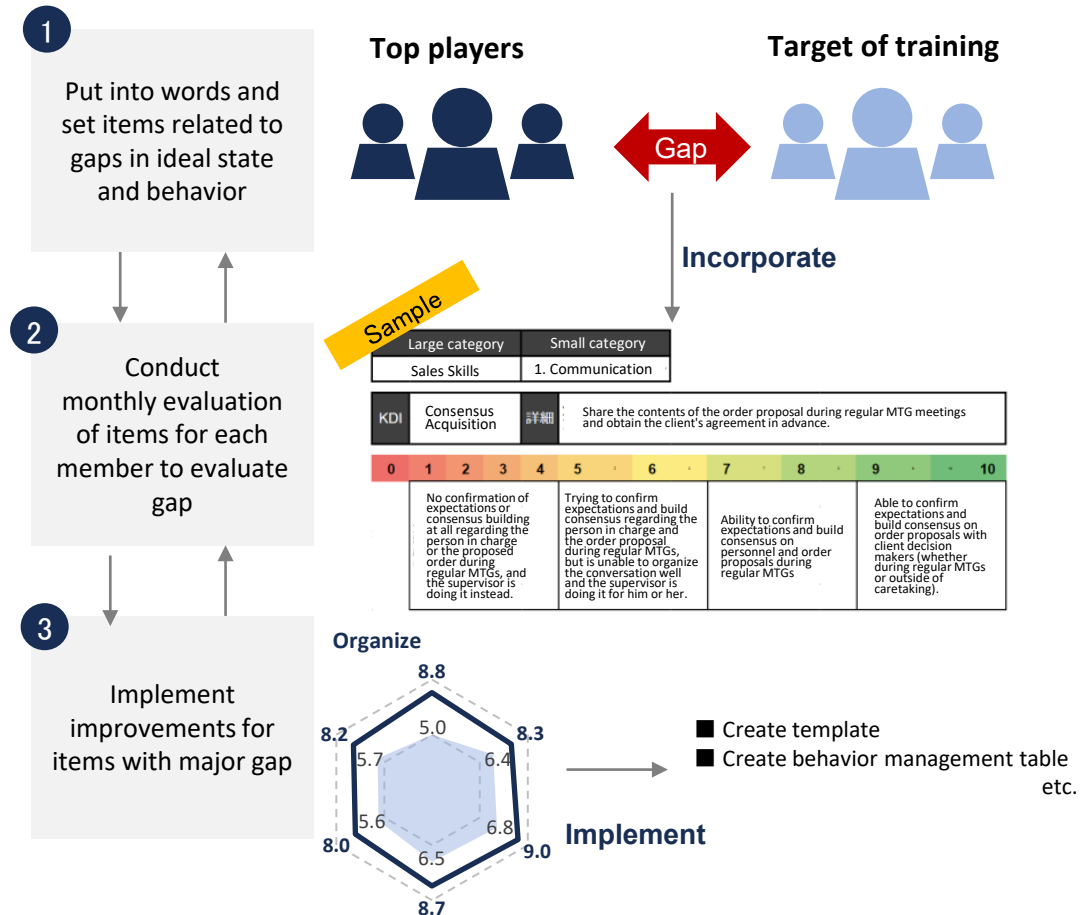 1
Put into words and
set items related to
gaps in ideal state
and behavior
Top players
Target of training
Gap
Incorporate
2
Conduct
monthly evaluation
of items for each
member to evaluate
gap
Sample
Large category
Small category
Sales Skills
1. Communication
KDI
Consensus
Acquisition
詳細
Share the contents of the order proposal during regular MTG meetings
and obtain the client's agreement in advance.
0 1 2 3 4 5 6 7 8 9 10
No confirmation of
expectations or
consensus building
at all regarding the
person in charge
or the proposed
order during
regular MTGs, and
the supervisor is
doing it instead.
Trying to confirm
expectations and build
consensus regarding the
person in charge and
the order proposal
during regular MTGs,
but is unable to organize
the conversation well
and the supervisor is
doing it for him or her.
Ability to confirm
expectations and build
consensus on
personnel and order
proposals during
regular MTGs
Able to confirm
expectations and
build consensus on
order proposals with
client decision
makers (whether
during regular MTGs
or outside of
caretaking).
3
Implement
improvements for
items with major gap
Organize
8.8
5.0
8.2
8.3
5.7
6.4
5.6
6.8
8.0
6.5
9.0
8.7
Implement
■ Create template
■ Create behavior management table
etc.